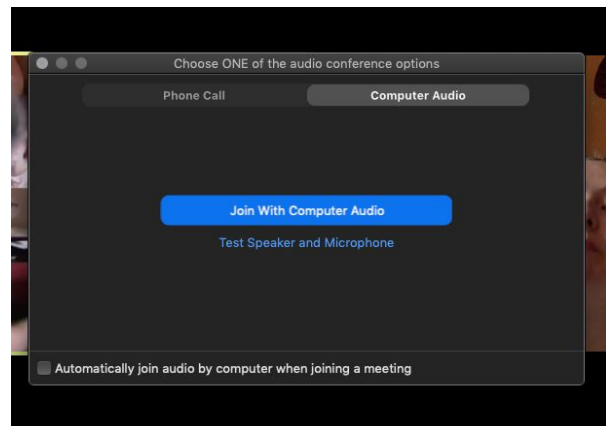 Choose ONE of the audio conference options
Phone Call
Computer Audio
Join With Computer Audio
Test Speaker and Microphone
Automatically join audio by computer when joining a meeting